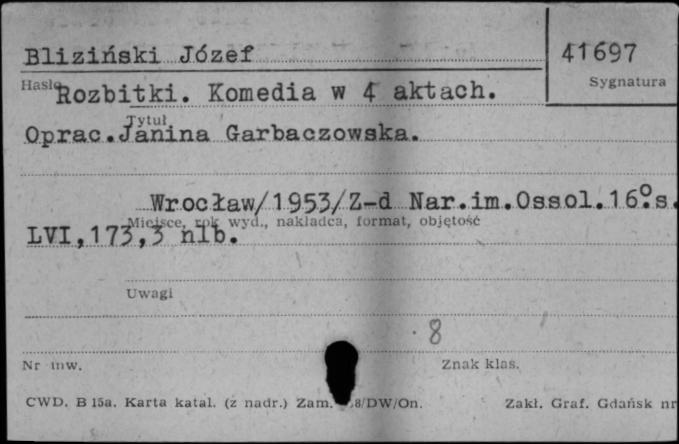 Bliziński Józef
41697
Hasło
Sygnatura
Rozbitki. Komedia w 4 aktach.
Tytuł
Oprac.Janina Garbaczowska.
Wrocław/1953/Z-d Nar.im.Ossol.16°.s.
Miejsce, rok wyd., nakładca, format, objętość
LVI,173,3 nlb.
Uwagi
8
Nr inw.
Znak klas.
CWD. B 15a. Karta katal. (z nadr.) Zam. 8/DW/On.
Zakł. Graf. Gdańsk nr